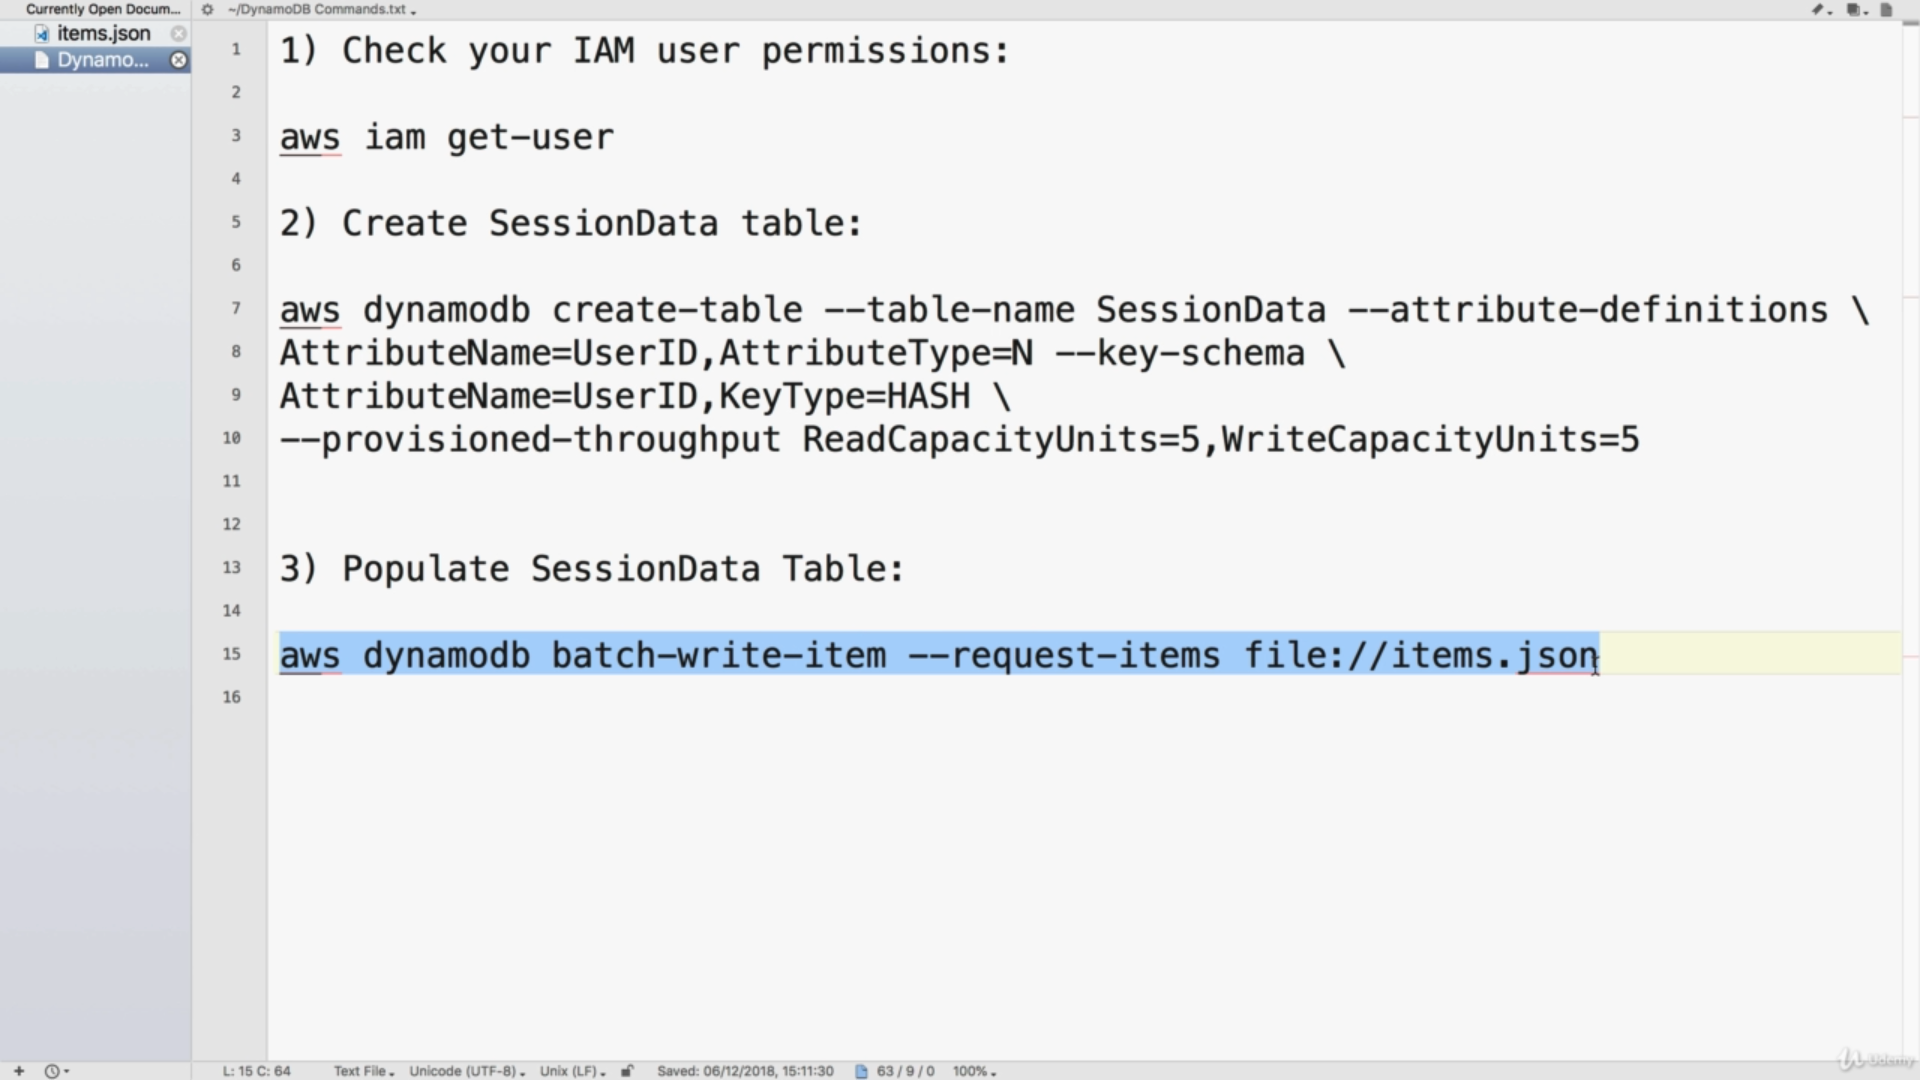 Currently Open Docum...
~/DynamoDB Commands.txt
items.json
Dynamo...
1 1) Check your IAM user permissions:
2
3 aws iam get-user
4
5 2) Create SessionData table:
6
7 aws dynamodb create-table --table-name SessionData --attribute-definitions \
8 AttributeName=UserID,AttributeType=N --key-schema \
9 AttributeName=UserID,KeyType=HASH \
10 --provisioned-throughput ReadCapacityUnits=5,WriteCapacityUnits=5
11
12
13 3) Populate SessionData Table:
14
15 aws dynamodb batch-write-item --request-items file://items.json
16
L: 15 C: 64 Text File Unicode (UTF-8) Unix (LF) Saved: 06/12/2018, 15:11:30 63 / 9 / 0 100%
Udemy